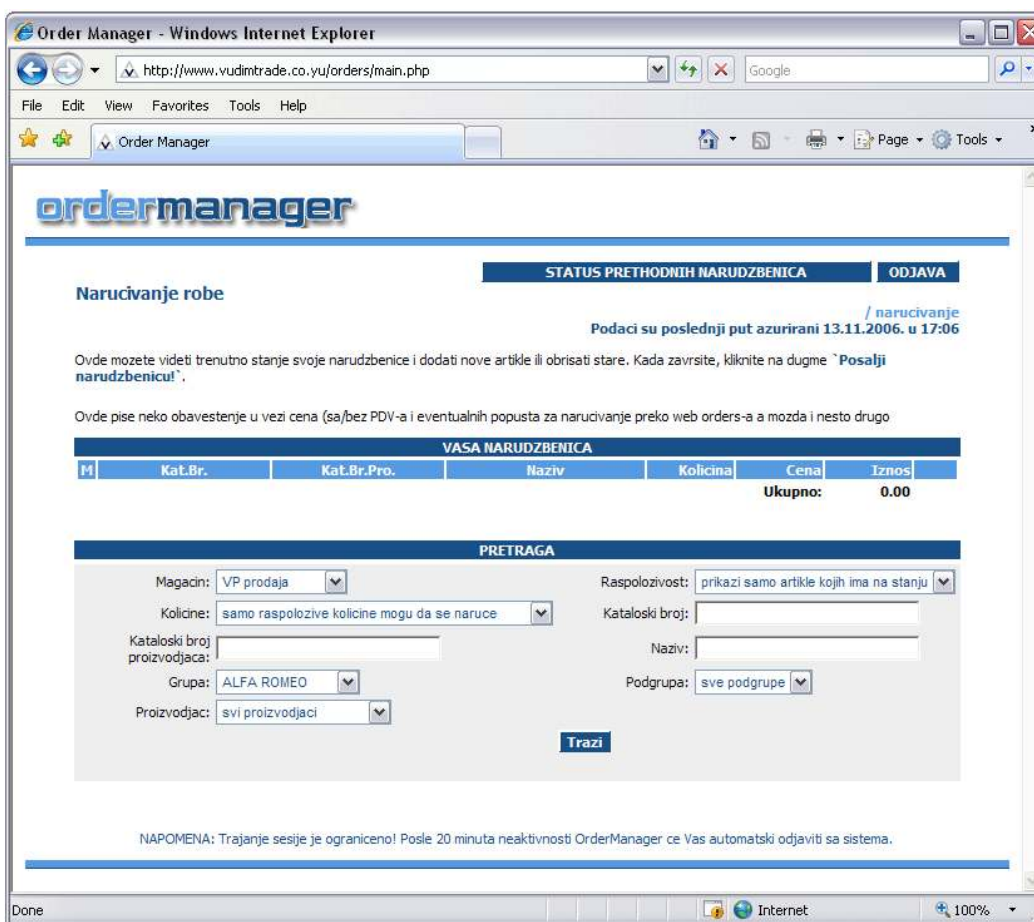 Order Manager - Windows Internet Explorer
http://www.vudimtrade.co.yu/orders/main.php
Google
File Edit View Favorites Tools Help
Order Manager
Page Tools
ordermanager
STATUS PRETHODNIH NARUDZBENICA ODJAVA
Narucivanje robe
/ narucivanje
Podaci su poslednji put azurirani 13.11.2006. u 17:06
Ovde mozete videti trenutno stanje svoje narudzbenice i dodati nove artikle ili obrisati stare. Kada zavrsite, kliknite na dugme `Posalji
narudzbenicu!`.
Ovde pise neko obavestenje u vezi cena (sa/bez PDV-a i eventualnih popusta za narucivanje preko web orders-a a mozda i nesto drugo
VASA NARUDZBENICA
M Kat.Br. Kat.Br.Pro. Naziv Kolicina Cena Iznos
Ukupno: 0.00
PRETRAGA
Magacin: VP prodaja Raspolozivost: prikazi samo artikle kojih ima na stanju
Kolicine: samo raspolozive kolicine mogu da se naruce Kataloski broj:
Kataloski broj
proizvodjaca: Naziv:
Grupa: ALFA ROMEO Podgrupa: sve podgrupe
Proizvodjac: svi proizvodjaci
Trazi
NAPOMENA: Trajanje sesije je ograniceno! Posle 20 minuta neaktivnosti OrderManager ce Vas automatski odjaviti sa sistema.
Done Internet 100%